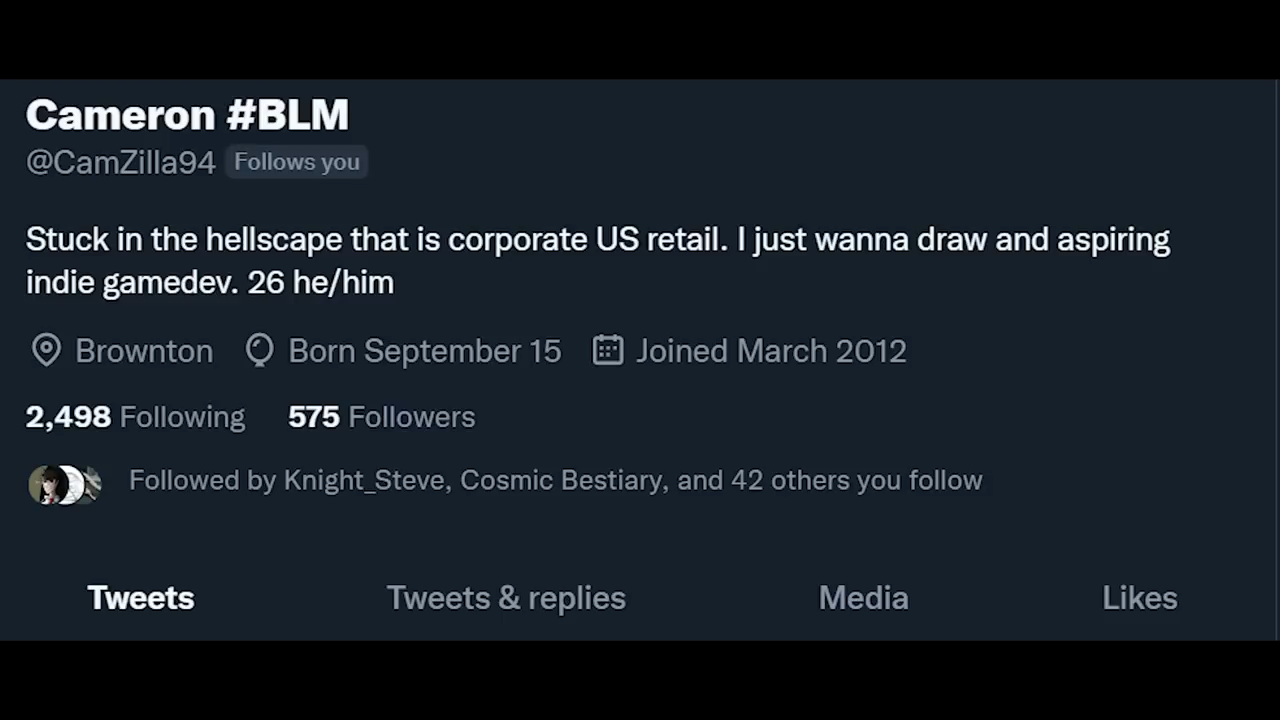 Cameron #BLM
@CamZilla94 Follows you
Stuck in the hellscape that is corporate US retail. I just wanna draw and aspiring
indie gamedev. 26 he/him
Brownton Born September 15 Joined March 2012
2,498 Following 575 Followers
Followed by Knight_Steve, Cosmic Bestiary, and 42 others you follow
Tweets Tweets & replies Media Likes